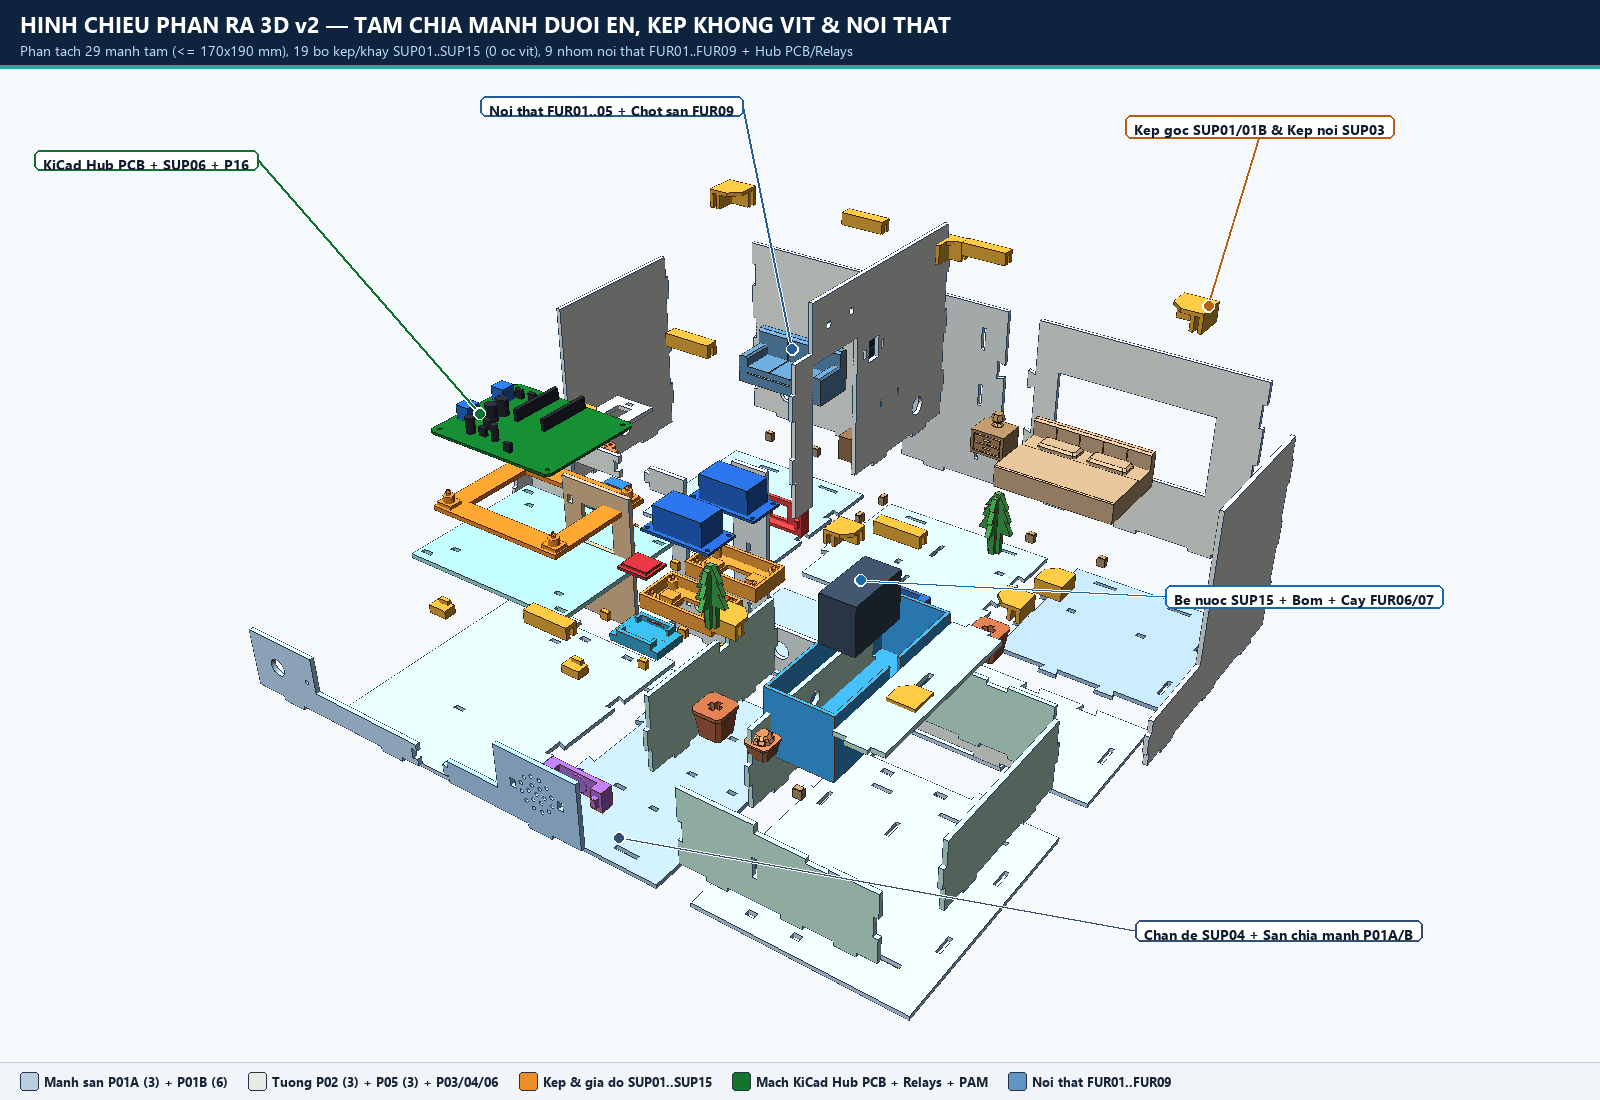 HINH CHIEU PHAN RA 3D v2 — TAM CHIA MANH DUOI EN, KEP KHONG VIT & NOI THAT
Phan tach 29 manh tam (<= 170x190 mm), 19 bo kep/khay SUP01..SUP15 (0 oc vit), 9 nhom noi that FUR01..FUR09 + Hub PCB/Relays
Noi that FUR01..05 + Chot san FUR09
Kep goc SUP01/01B & Kep noi SUP03
KiCad Hub PCB + SUP06 + P16
Be nuoc SUP15 + Bom + Cay FUR06/07
Chan de SUP04 + San chia manh P01A/B
Manh san P01A (3) + P01B (6)
Tuong P02 (3) + P05 (3) + P03/04/06
Kep & gia do SUP01..SUP15
Mach KiCad Hub PCB + Relays + PAM
Noi that FUR01..FUR09